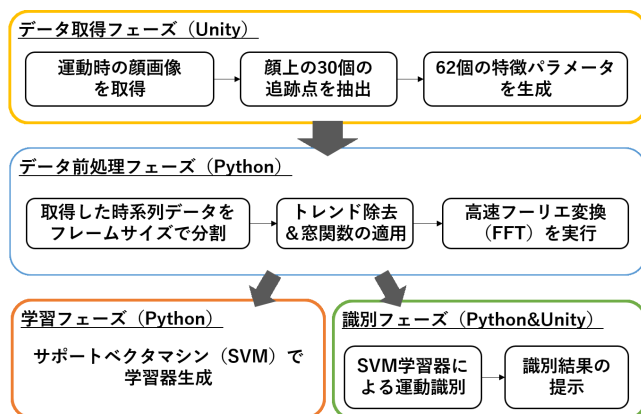 データ取得フェーズ（Unity）
運動時の顔画像
を取得
顔上の30個の
追跡点を抽出
62個の特徴パラメータ
を生成
データ前処理フェーズ（Python）
取得した時系列データを
フレームサイズで分割
トレンド除去
＆窓関数の適用
高速フーリエ変換
（FFT）を実行
学習フェーズ（Python）
サポートベクタマシン（SVM）で
学習器生成
識別フェーズ（Python&Unity）
SVM学習器に
よる運動識別
識別結果の
提示